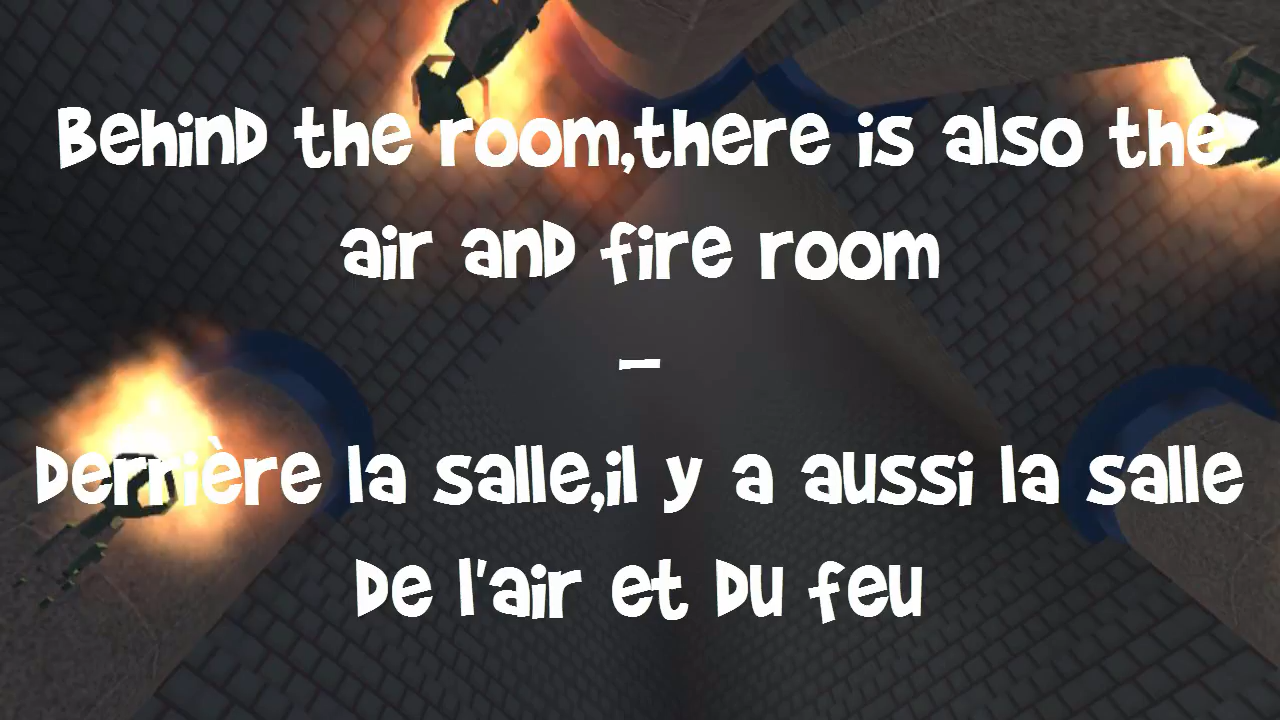 Behind the room,there is also the
air and fire room
-
Derrière la salle,il y a aussi la salle
De l'air et Du feu